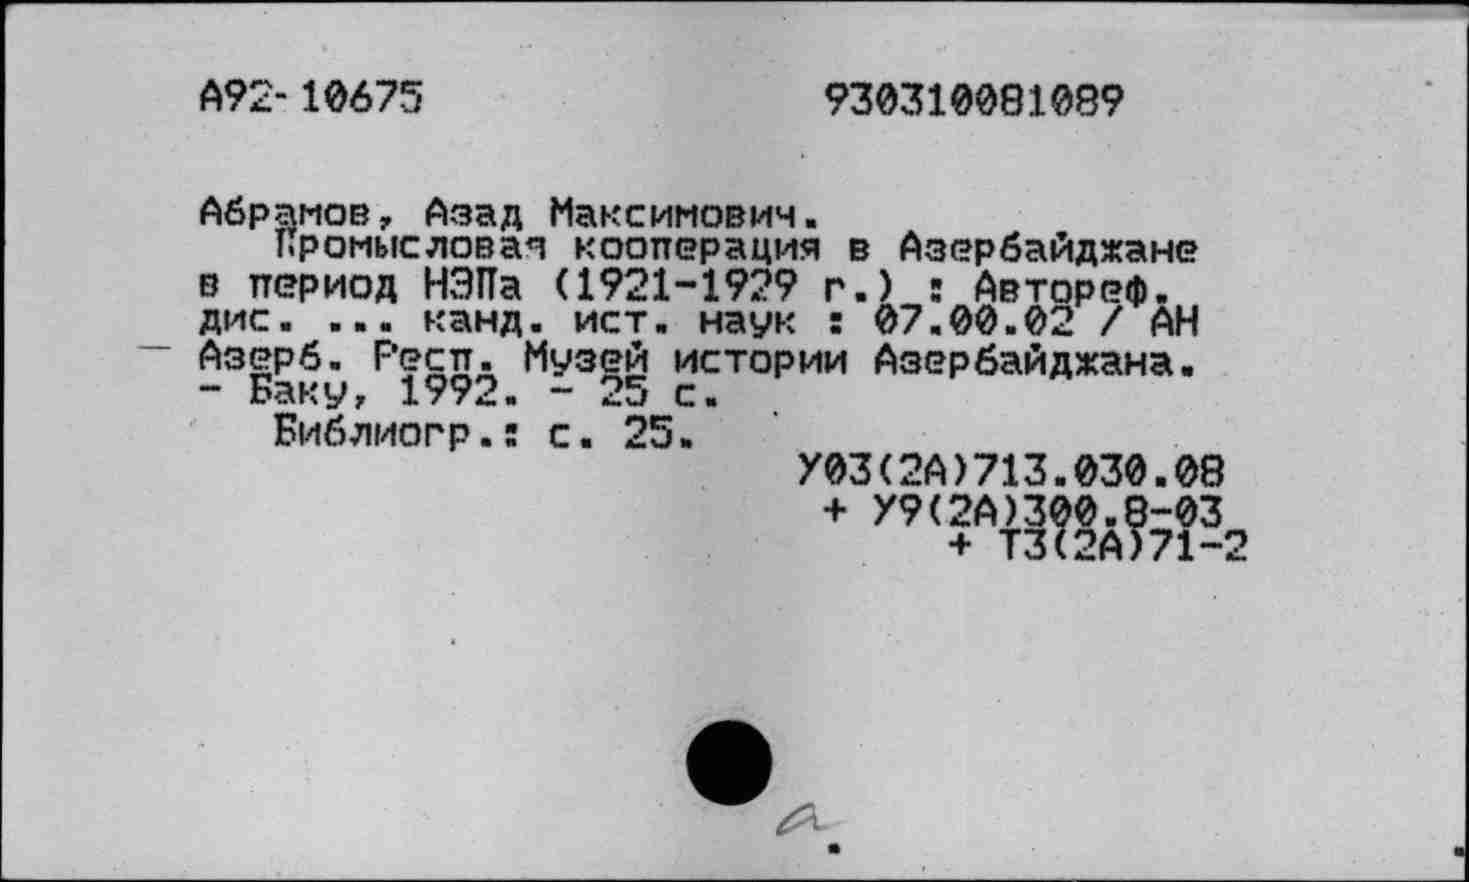 А92-10675 930310081089
Абрамов, Азад Максимович.
Промысловая кооперация в Азербайджане
в период НЭПа (1921-1929 г.) : Автореф.
дис. ... канд. ист. наук : 07.00.02 / АН
Азерб. Респ. Музей истории Азербайджана.
- Баку, 1992. - 25 с.
Библиогр.: с. 25.
У03(2А)713.030.08
+ У9(2А)300.8-03
+ Т3(2А)71-2